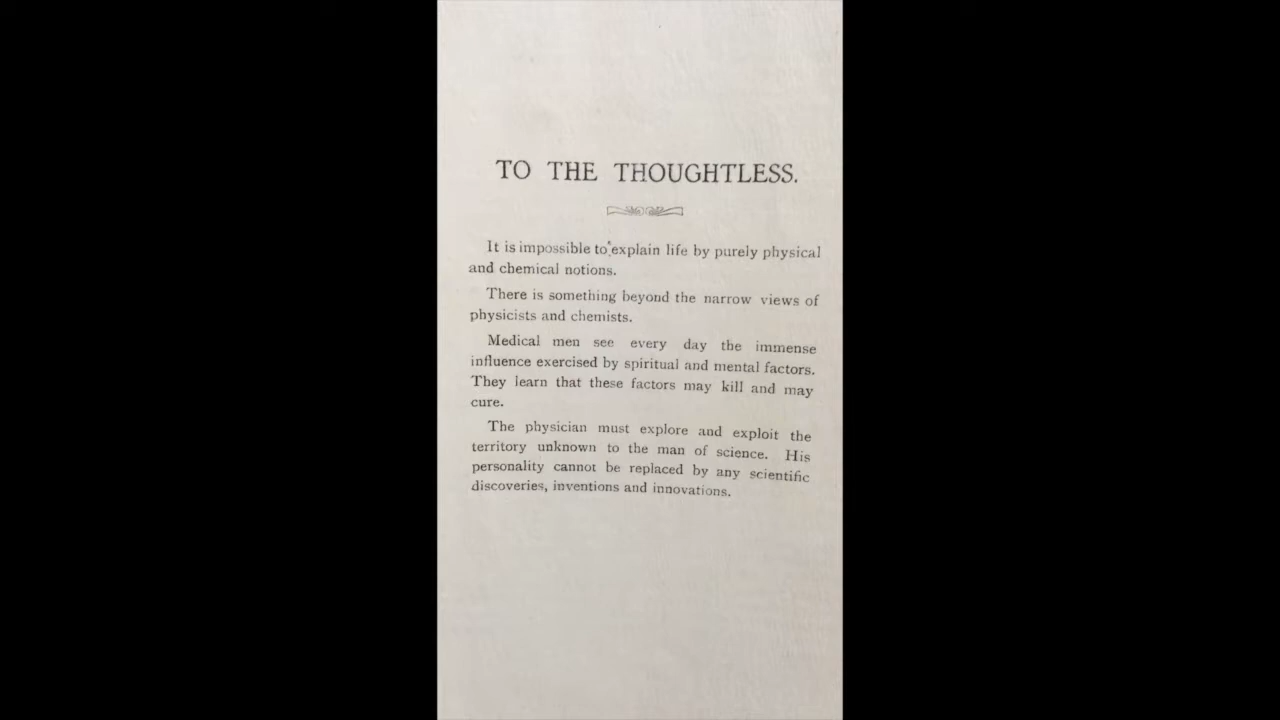 TO THE THOUGHTLESS.
It is impossible to explain life by purely physical
and chemical notions.
There is something beyond the narrow views of
physicists and chemists.
Medical men see every day the immense
influence exercised by spiritual and mental factors.
They learn that these factors may kill and may
cure.
The physician must explore and exploit the
territory unknown to the man of science. His
personality cannot be replaced by any scientific
discoveries, inventions and innovations.